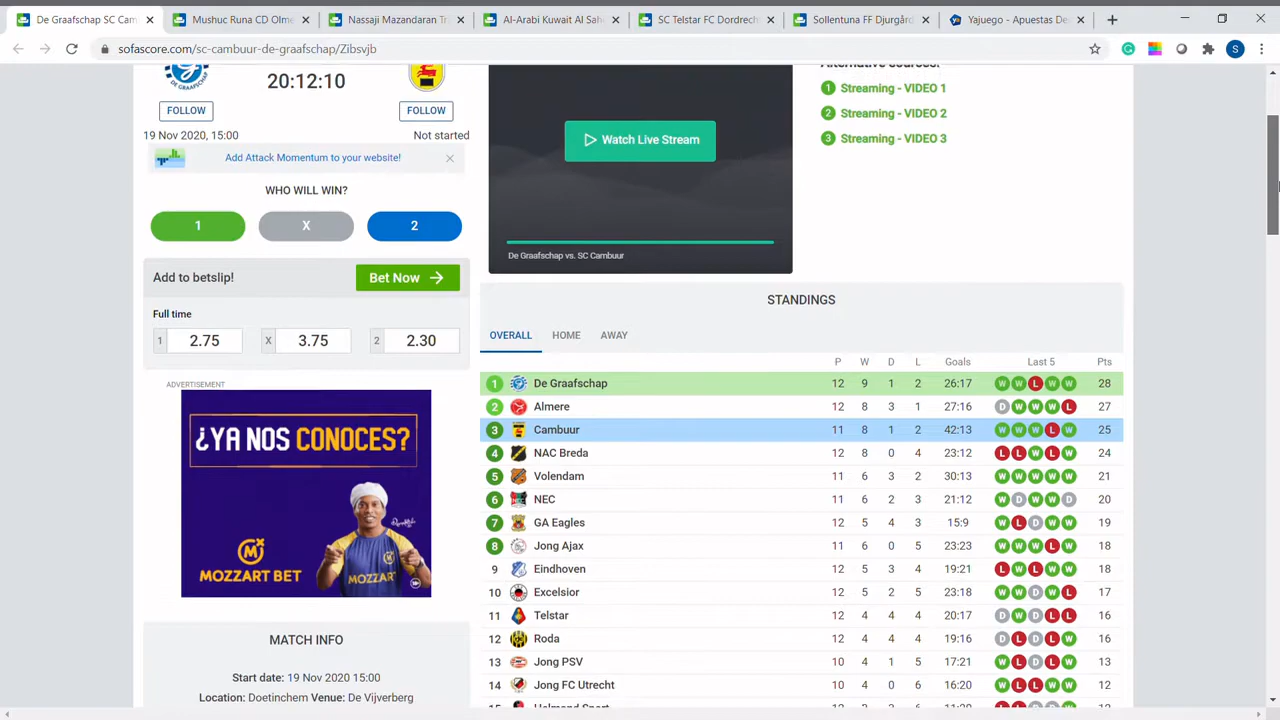 De Graafschap SC Cam
Mushuc Runa CD Olme
Nassaji Mazandaran Tr
Al-Arabi Kuwait Al Sahe
SC Telstar FC Dordrech
Sollentuna FF Djurgård
Yajuego - Apuestas De
sofascore.com/sc-cambuur-de-graafschap/Zibsvjb
S
DE GRAAFSCHAP
20:12:10
FOLLOW
FOLLOW
19 Nov 2020, 15:00
Not started
Add Attack Momentum to your website!
WHO WILL WIN?
1
X
2
Add to betslip!
Bet Now
Full time
1 2.75
X 3.75
2 2.30
ADVERTISEMENT
¿YA NOS CONOCES?
MOZZART BET
MOZZART
MATCH INFO
Start date: 19 Nov 2020 15:00
Location: Doetinchem Venue: De Vijverberg
Watch Live Stream
De Graafschap vs. SC Cambuur
Alternative sources:
1 Streaming - VIDEO 1
2 Streaming - VIDEO 2
3 Streaming - VIDEO 3
STANDINGS
OVERALL HOME AWAY
P W D L Goals Last 5 Pts
1 De Graafschap 12 9 1 2 26:17 W W L W W 28
2 Almere 12 8 3 1 27:16 D W W W L 27
3 Cambuur 11 8 1 2 42:13 W W W L W 25
4 NAC Breda 12 8 0 4 23:12 L L W L W 24
5 Volendam 11 6 3 2 30:13 W W W W W 21
6 NEC 11 6 2 3 21:12 W D W W D 20
7 GA Eagles 12 5 4 3 15:9 W L D W W 19
8 Jong Ajax 11 6 0 5 23:23 W W W L W 18
9 Eindhoven 12 5 3 4 19:21 L W L W W 18
10 Excelsior 12 5 2 5 23:18 W W D W L 17
11 Telstar 12 4 4 4 20:17 D W D L L 16
12 Roda 12 4 4 4 19:16 D L D L W 16
13 Jong PSV 10 4 1 5 17:21 W L D L W 13
14 Jong FC Utrecht 10 4 0 6 16:20 W L L W W 12